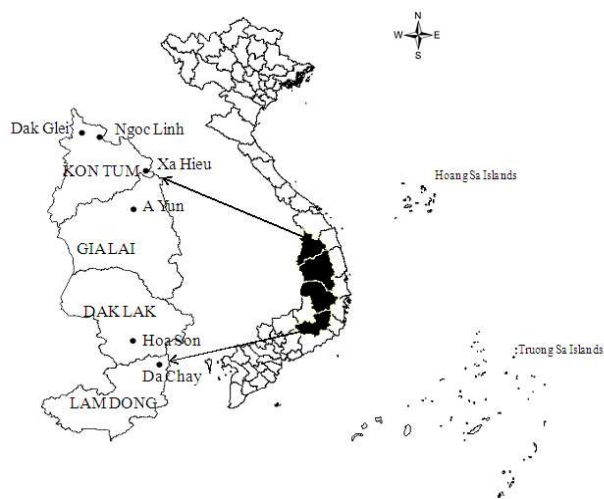 N
W E
S
Dak Glei
Ngoc Linh
Xa Hieu
KON TUM
A Yun
GIA LAI
DAK LAK
Hoa Son
Da Chay
LAM DONG
Hoang Sa Islands
Truong Sa Islands